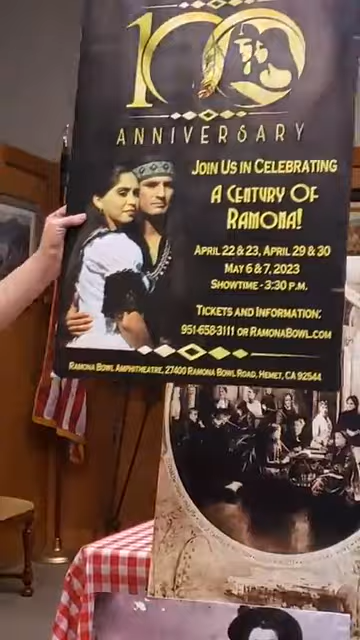 100
ANNIVERSARY
JOIN US IN CELEBRATING
A CENTURY OF
RAMONA!
APRIL 22 & 23, APRIL 29 & 30
MAY 6 & 7, 2023
SHOWTIME - 3:30 P.M.
TICKETS AND INFORMATION:
951-658-3111 OR RAMONABOWL.COM
RAMONA BOWL AMPHITHEATRE, 27400 RAMONA BOWL ROAD, HEMET, CA 92544